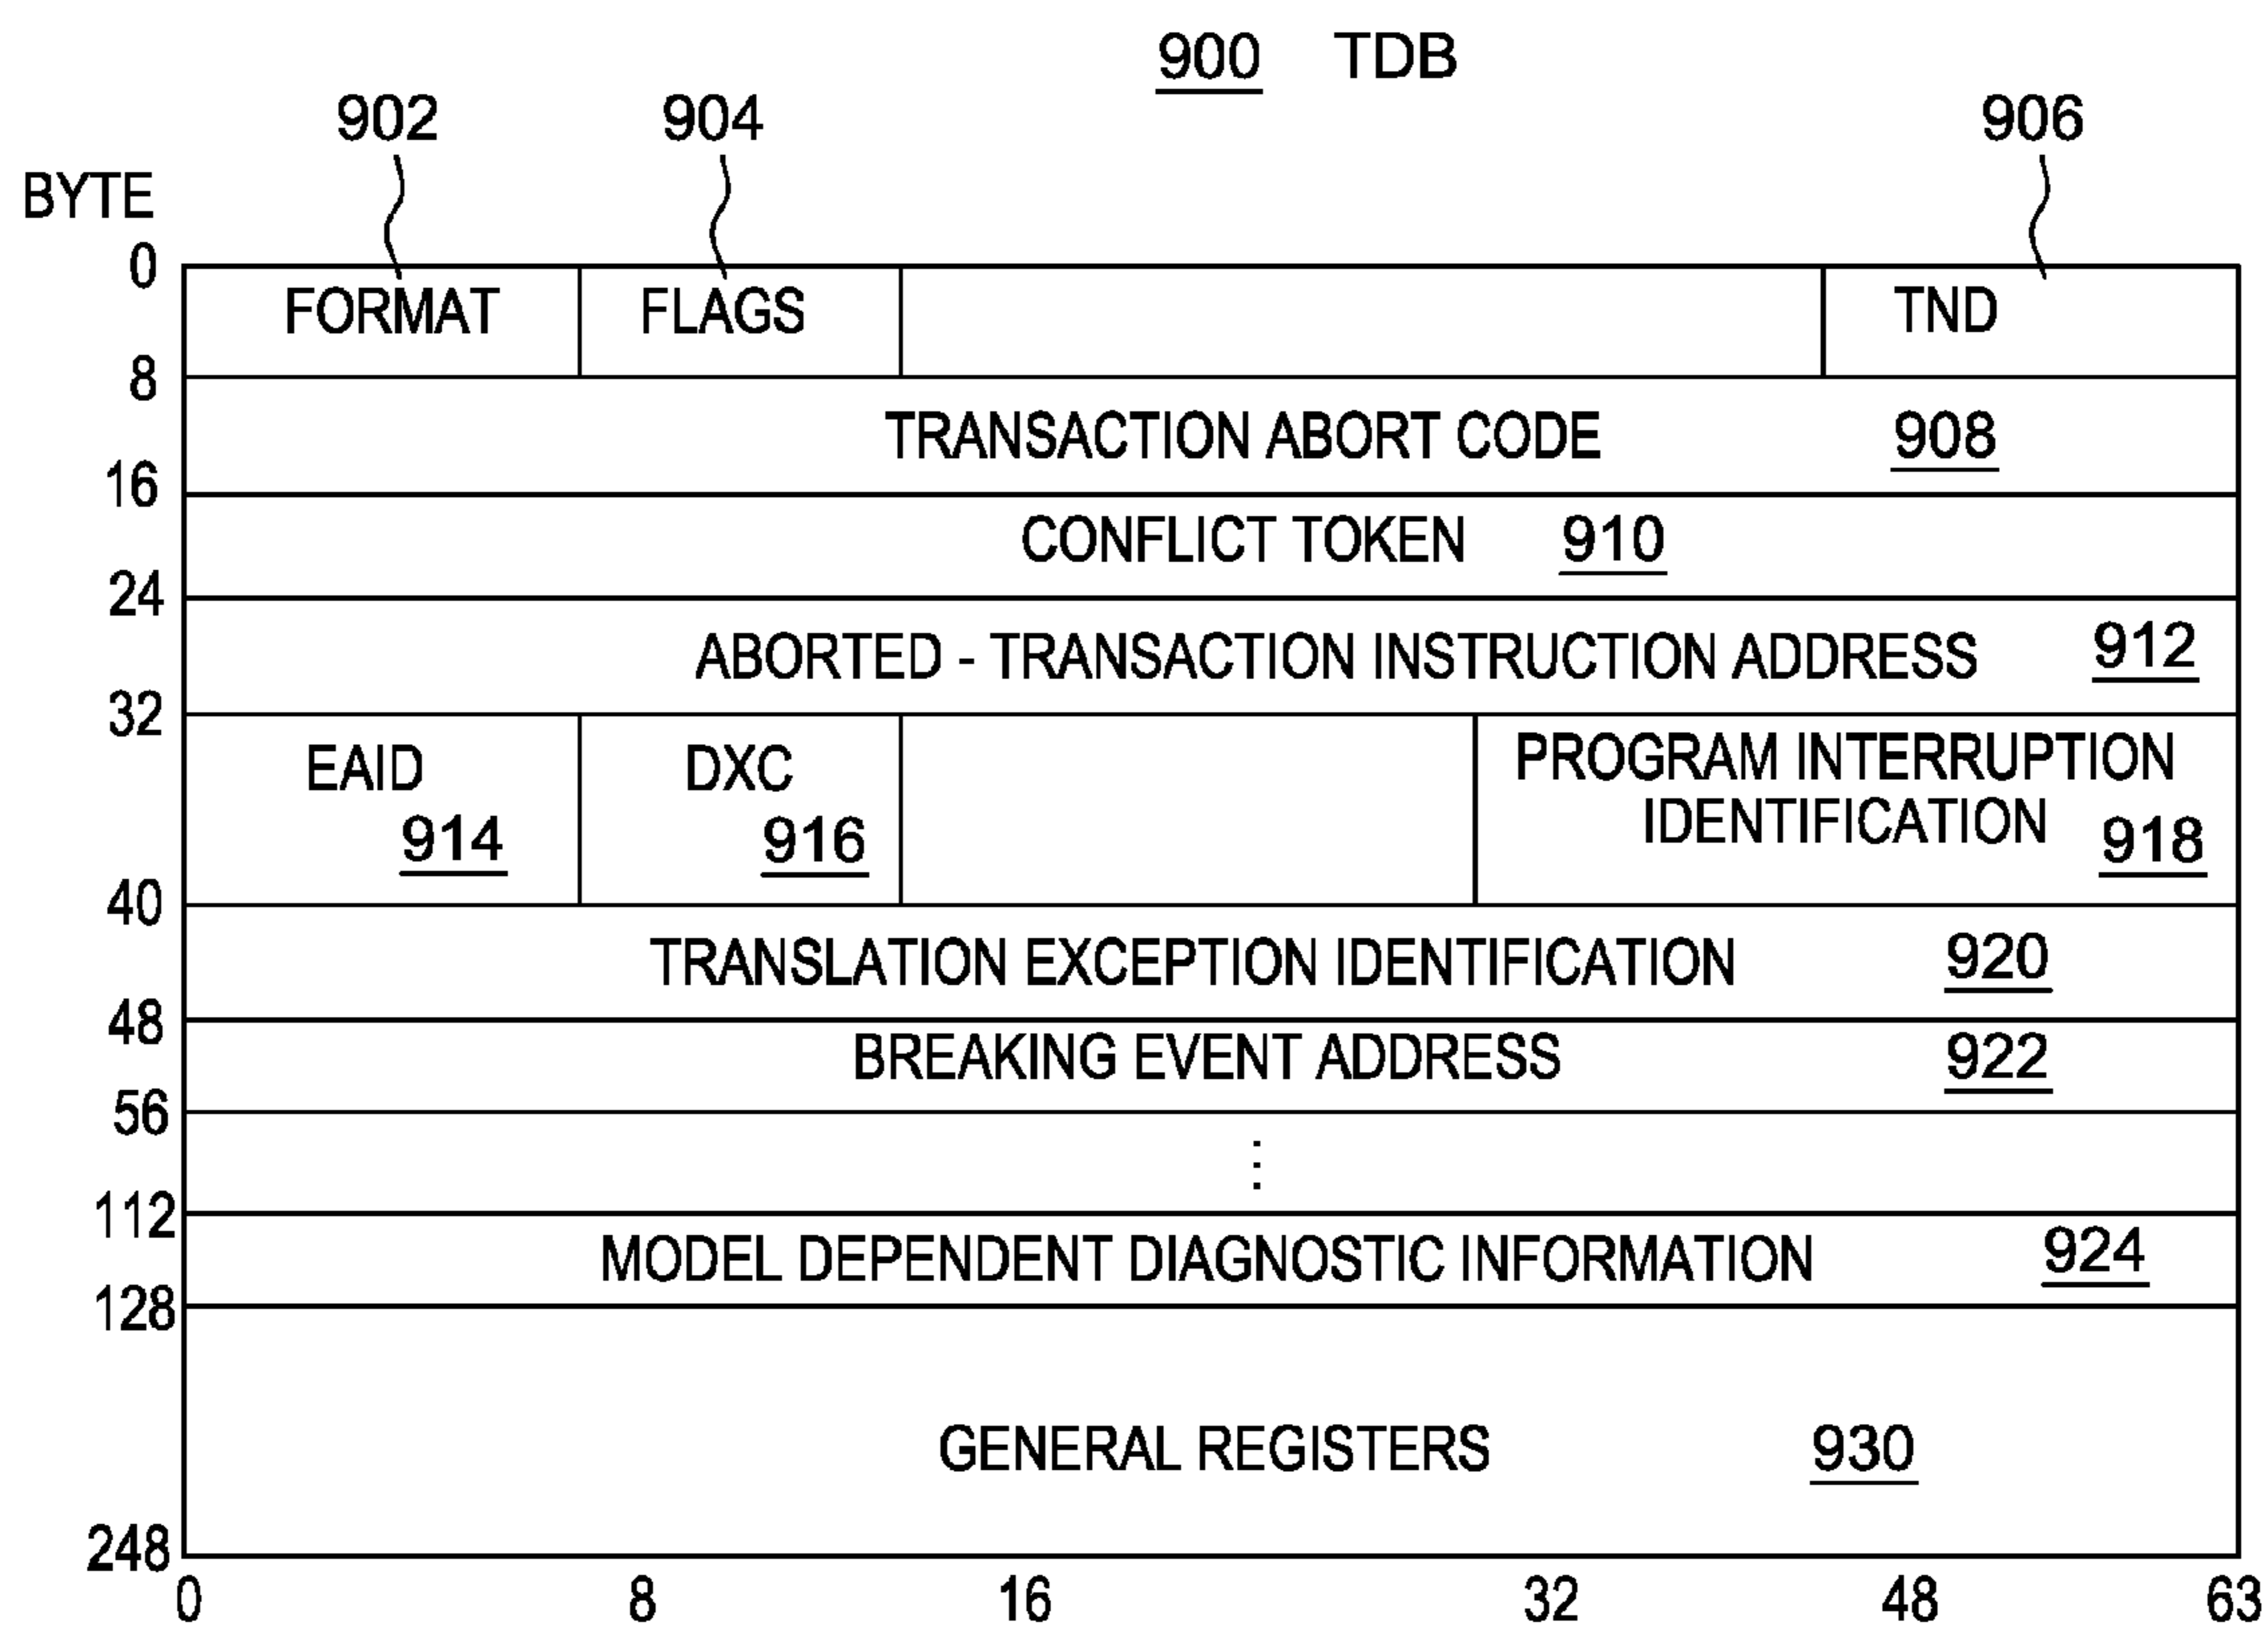 900 TDB
902 904 906
BYTE
0
FORMAT FLAGS TND
8
TRANSACTION ABORT CODE 908
16
CONFLICT TOKEN 910
24
ABORTED - TRANSACTION INSTRUCTION ADDRESS 912
32
EAID DXC PROGRAM INTERRUPTION
IDENTIFICATION
914 916 918
40
TRANSLATION EXCEPTION IDENTIFICATION 920
48
BREAKING EVENT ADDRESS 922
56
⋮
112
MODEL DEPENDENT DIAGNOSTIC INFORMATION 924
128
GENERAL REGISTERS 930
248
0 8 16 32 48 63